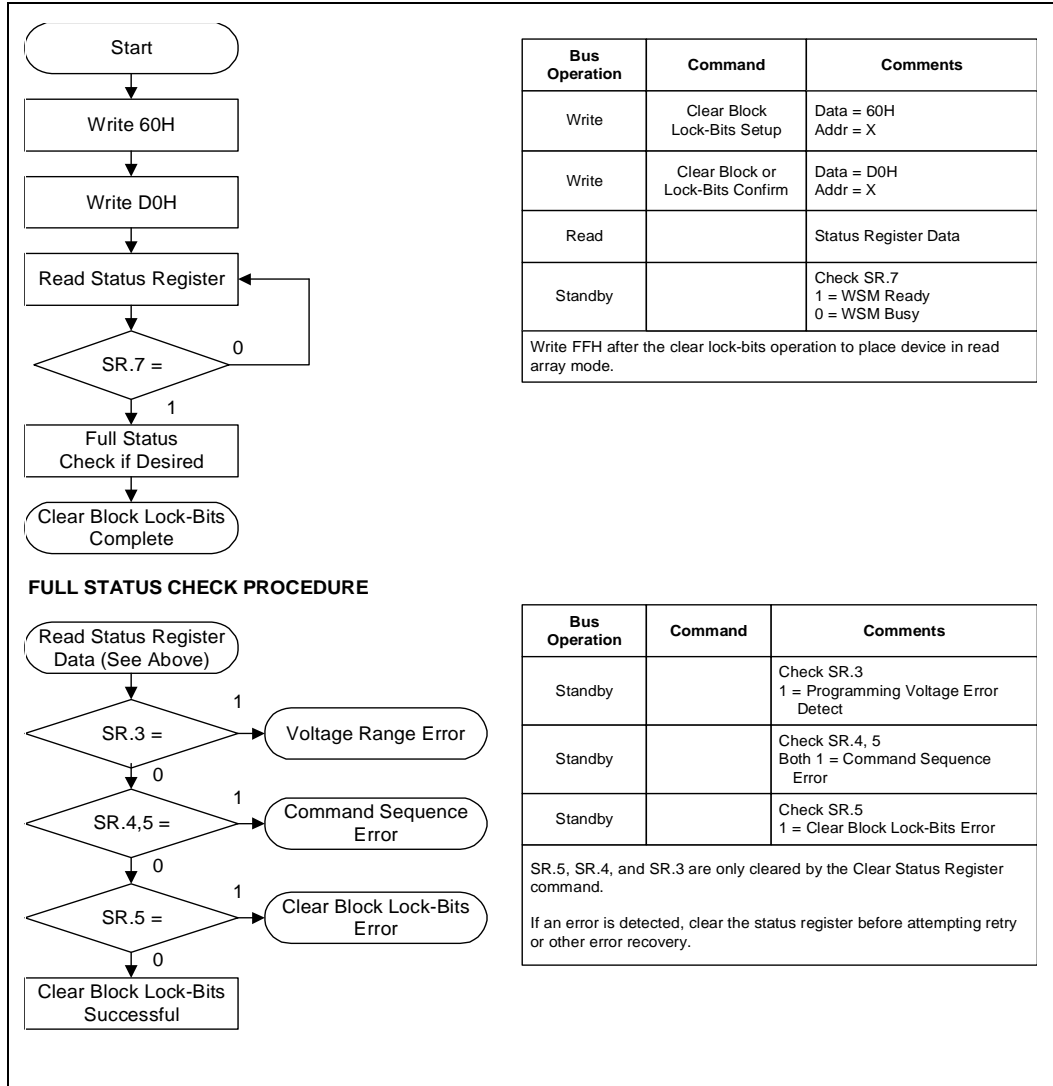 Start
Write 60H
Write D0H
Read Status Register
SR.7 =
0
1
Full Status
Check if Desired
Clear Block Lock-Bits
Complete
Bus
Operation
Command
Comments
Write
Clear Block
Lock-Bits Setup
Data = 60H
Addr = X
Write
Clear Block or
Lock-Bits Confirm
Data = D0H
Addr = X
Read
Status Register Data
Standby
Check SR.7
1 = WSM Ready
0 = WSM Busy
Write FFH after the clear lock-bits operation to place device in read
array mode.
FULL STATUS CHECK PROCEDURE
Read Status Register
Data (See Above)
SR.3 =
1
Voltage Range Error
0
SR.4,5 =
1
Command Sequence
Error
0
SR.5 =
1
Clear Block Lock-Bits
Error
0
Clear Block Lock-Bits
Successful
Bus
Operation
Command
Comments
Standby
Check SR.3
1 = Programming Voltage Error
Detect
Standby
Check SR.4, 5
Both 1 = Command Sequence
Error
Standby
Check SR.5
1 = Clear Block Lock-Bits Error
SR.5, SR.4, and SR.3 are only cleared by the Clear Status Register
command.
If an error is detected, clear the status register before attempting retry
or other error recovery.